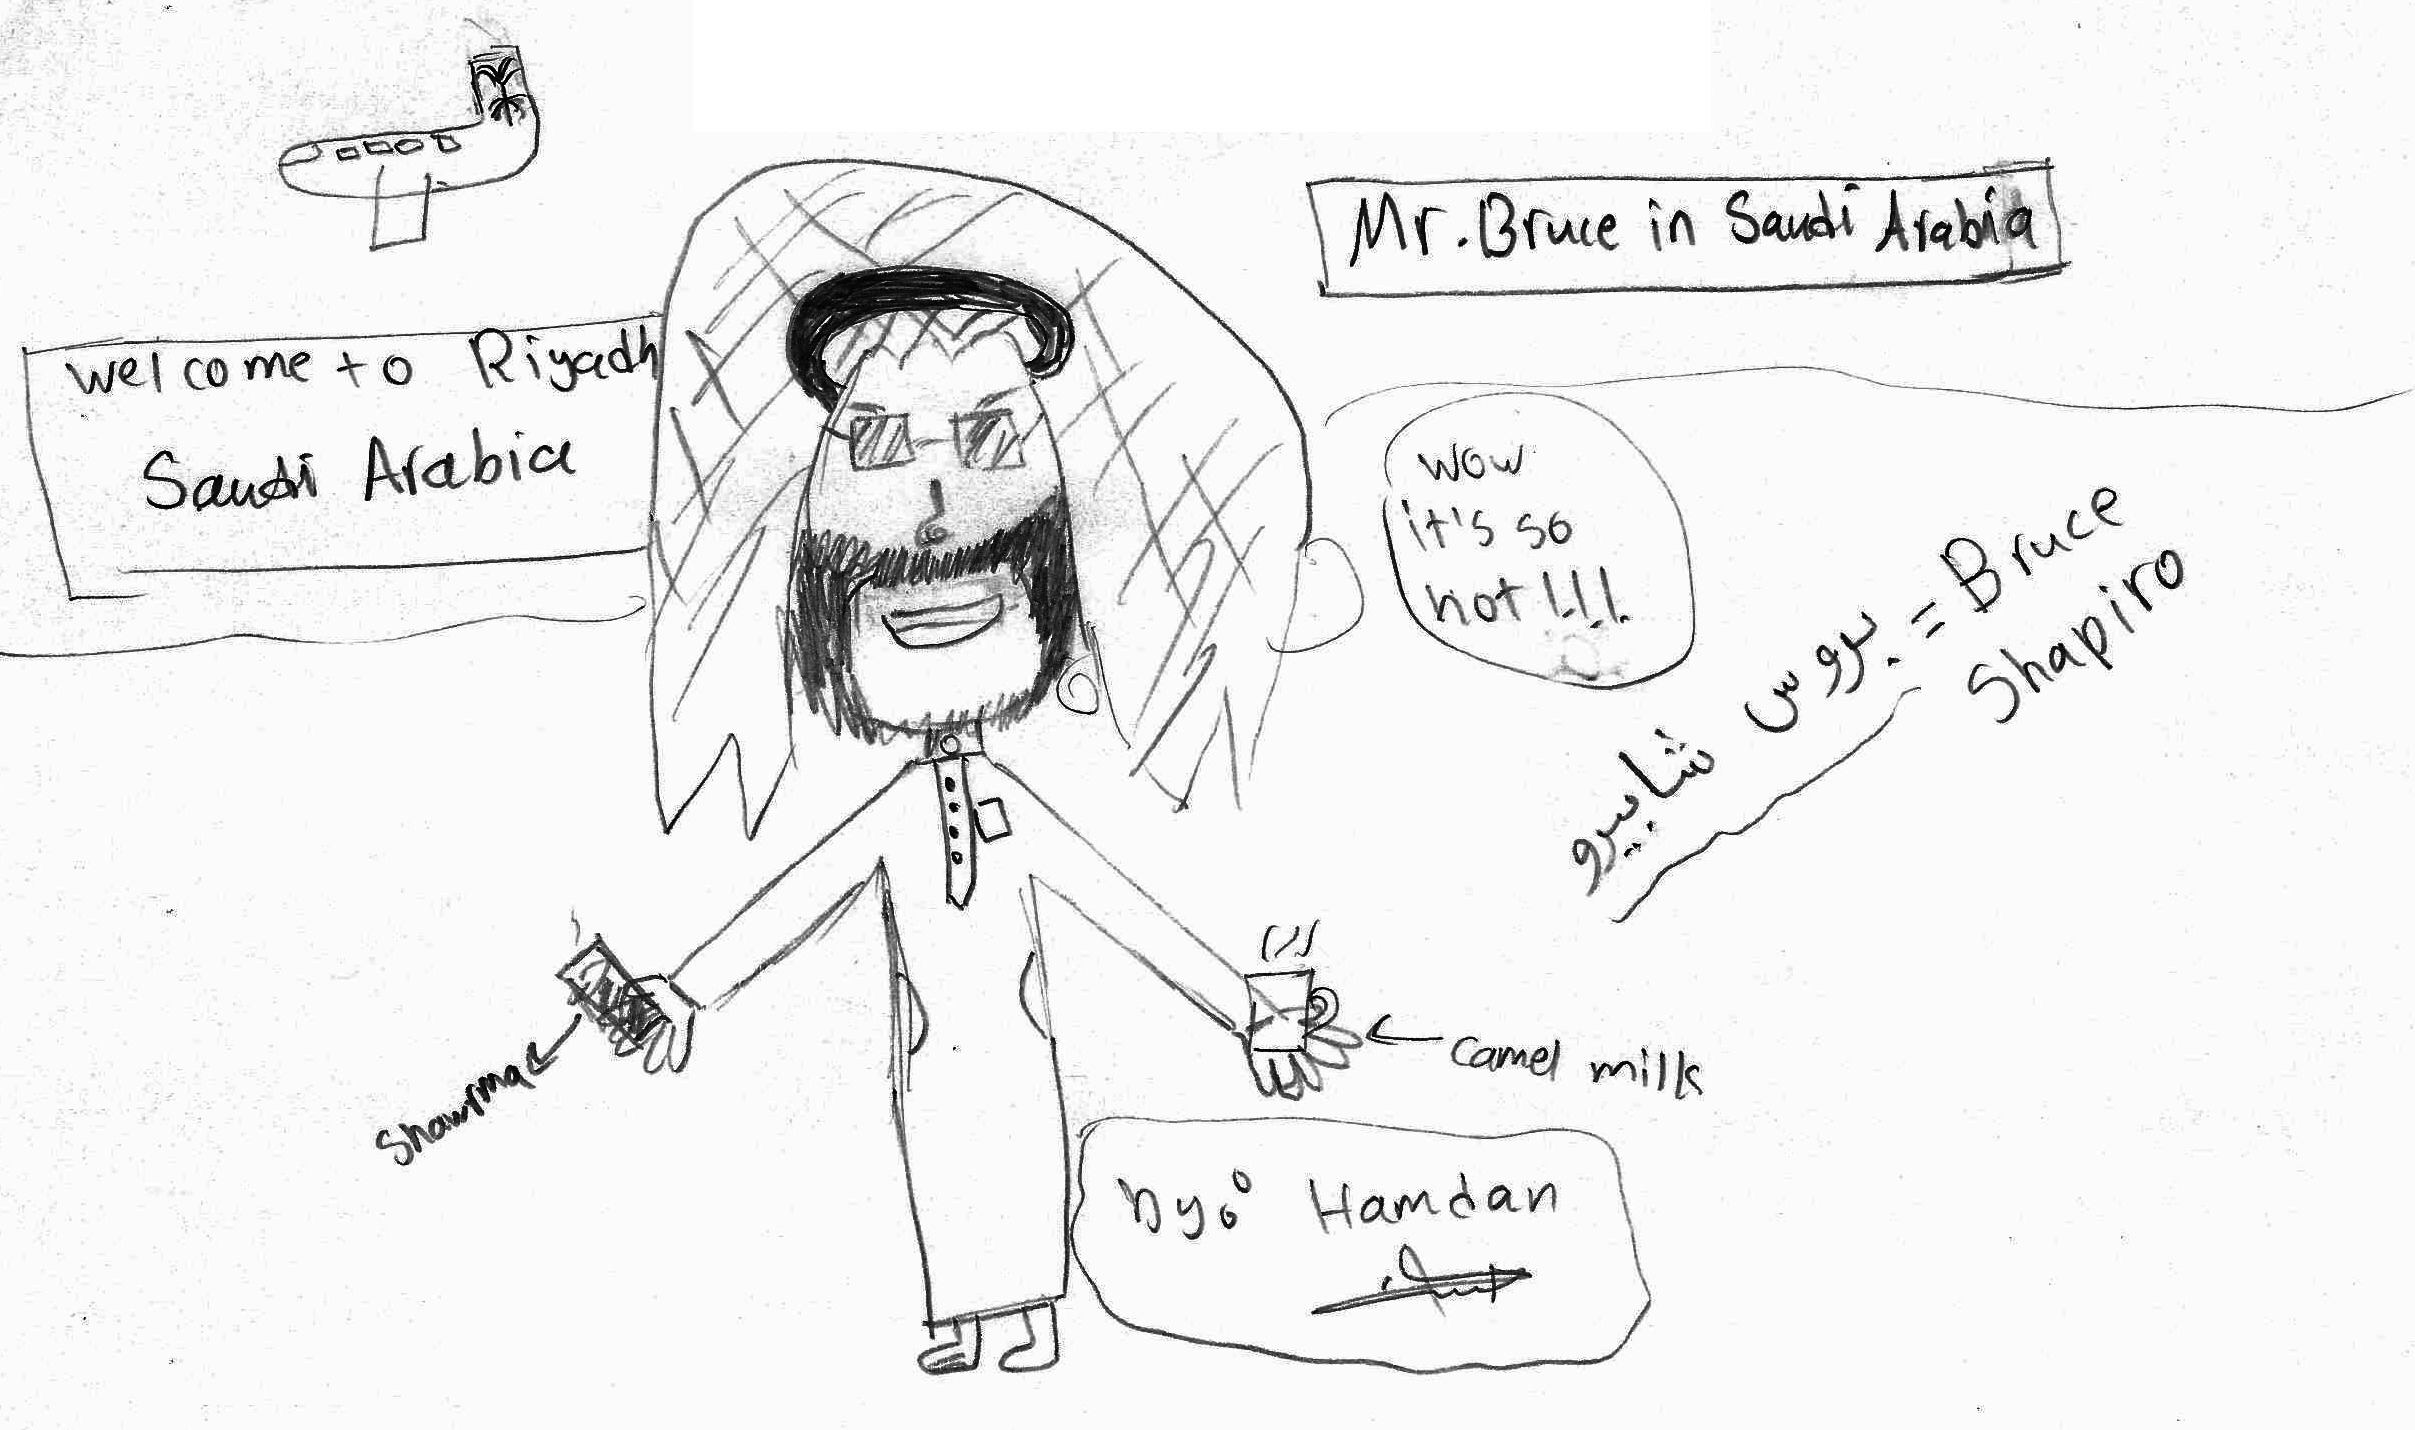 Mr. Bruce in Saudi Arabia
Welcome to Riyadh
Saudi Arabia
wow
it's so
hot !!!
بروس شابيرو = Bruce
Shapiro
Shawrma
Camel milk
by: Hamdan